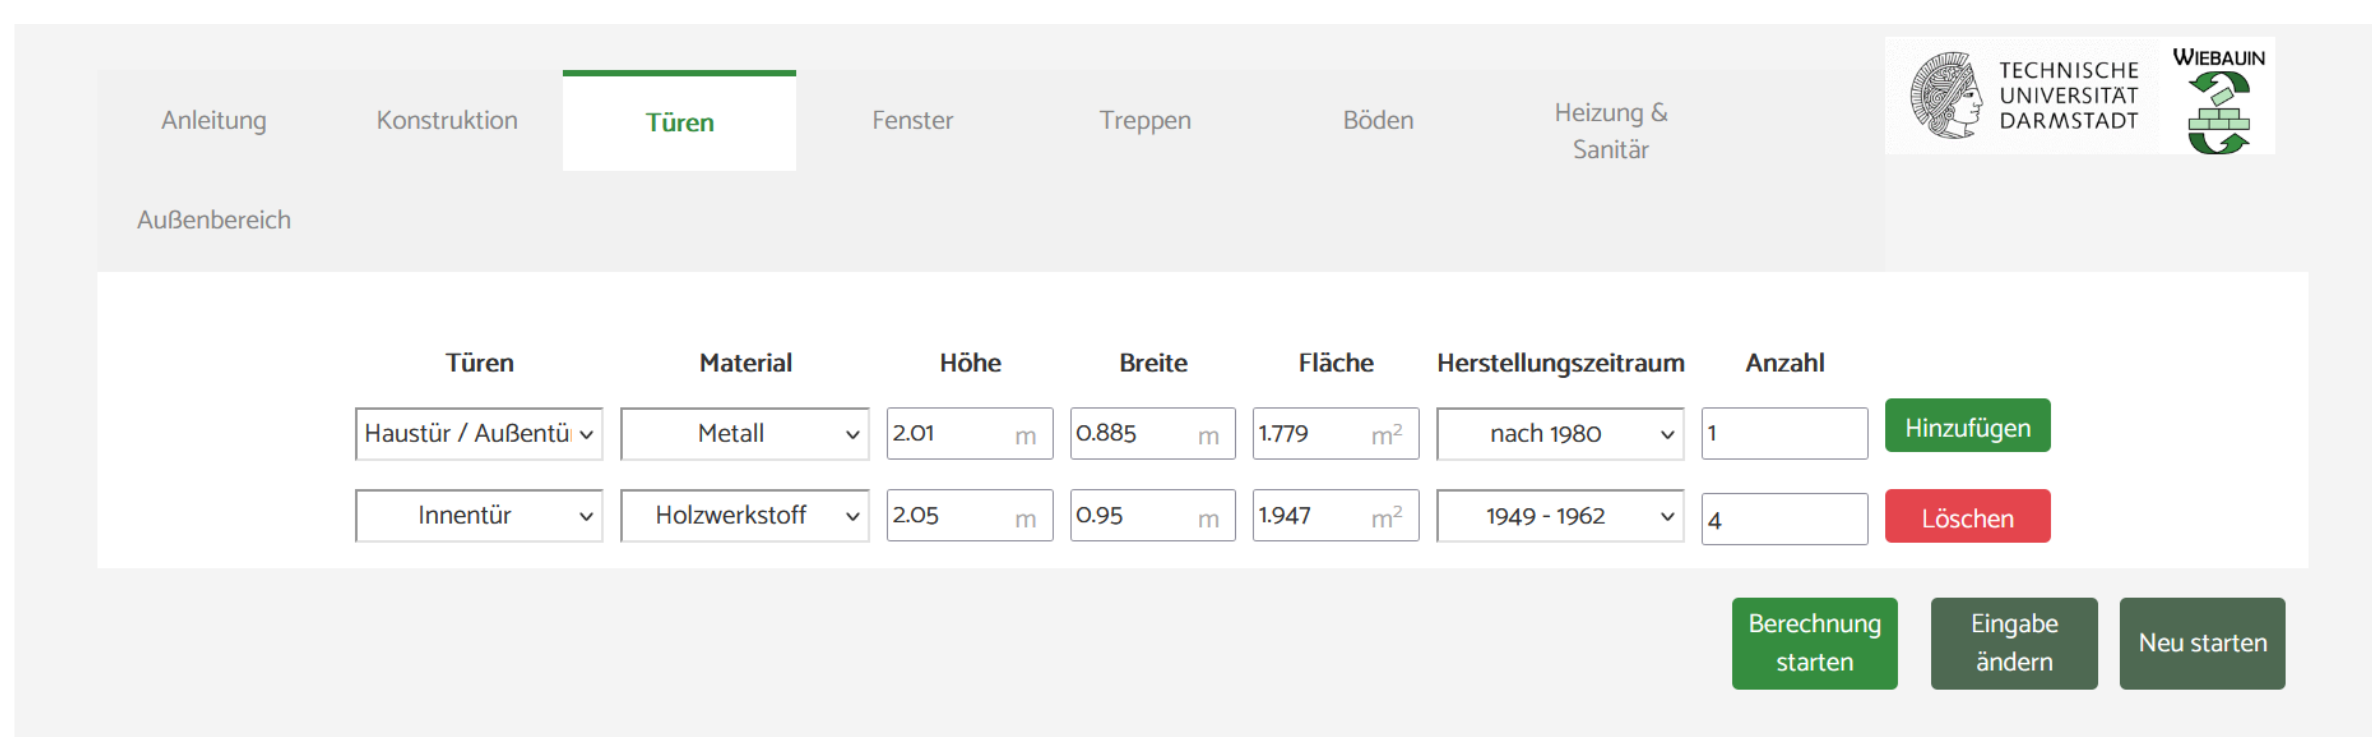 Anleitung
Konstruktion
Türen
Fenster
Treppen
Böden
Heizung &
Sanitär
Außenbereich
TECHNISCHE
UNIVERSITÄT
DARMSTADT
WIEBAUIN
Türen Material Höhe Breite Fläche Herstellungszeitraum Anzahl
Haustür / Außentü Metall 2.01 m 0.885 m 1.779 m² nach 1980 1 Hinzufügen
Innentür Holzwerkstoff 2.05 m 0.95 m 1.947 m² 1949 - 1962 4 Löschen
Berechnung
starten
Eingabe
ändern
Neu starten